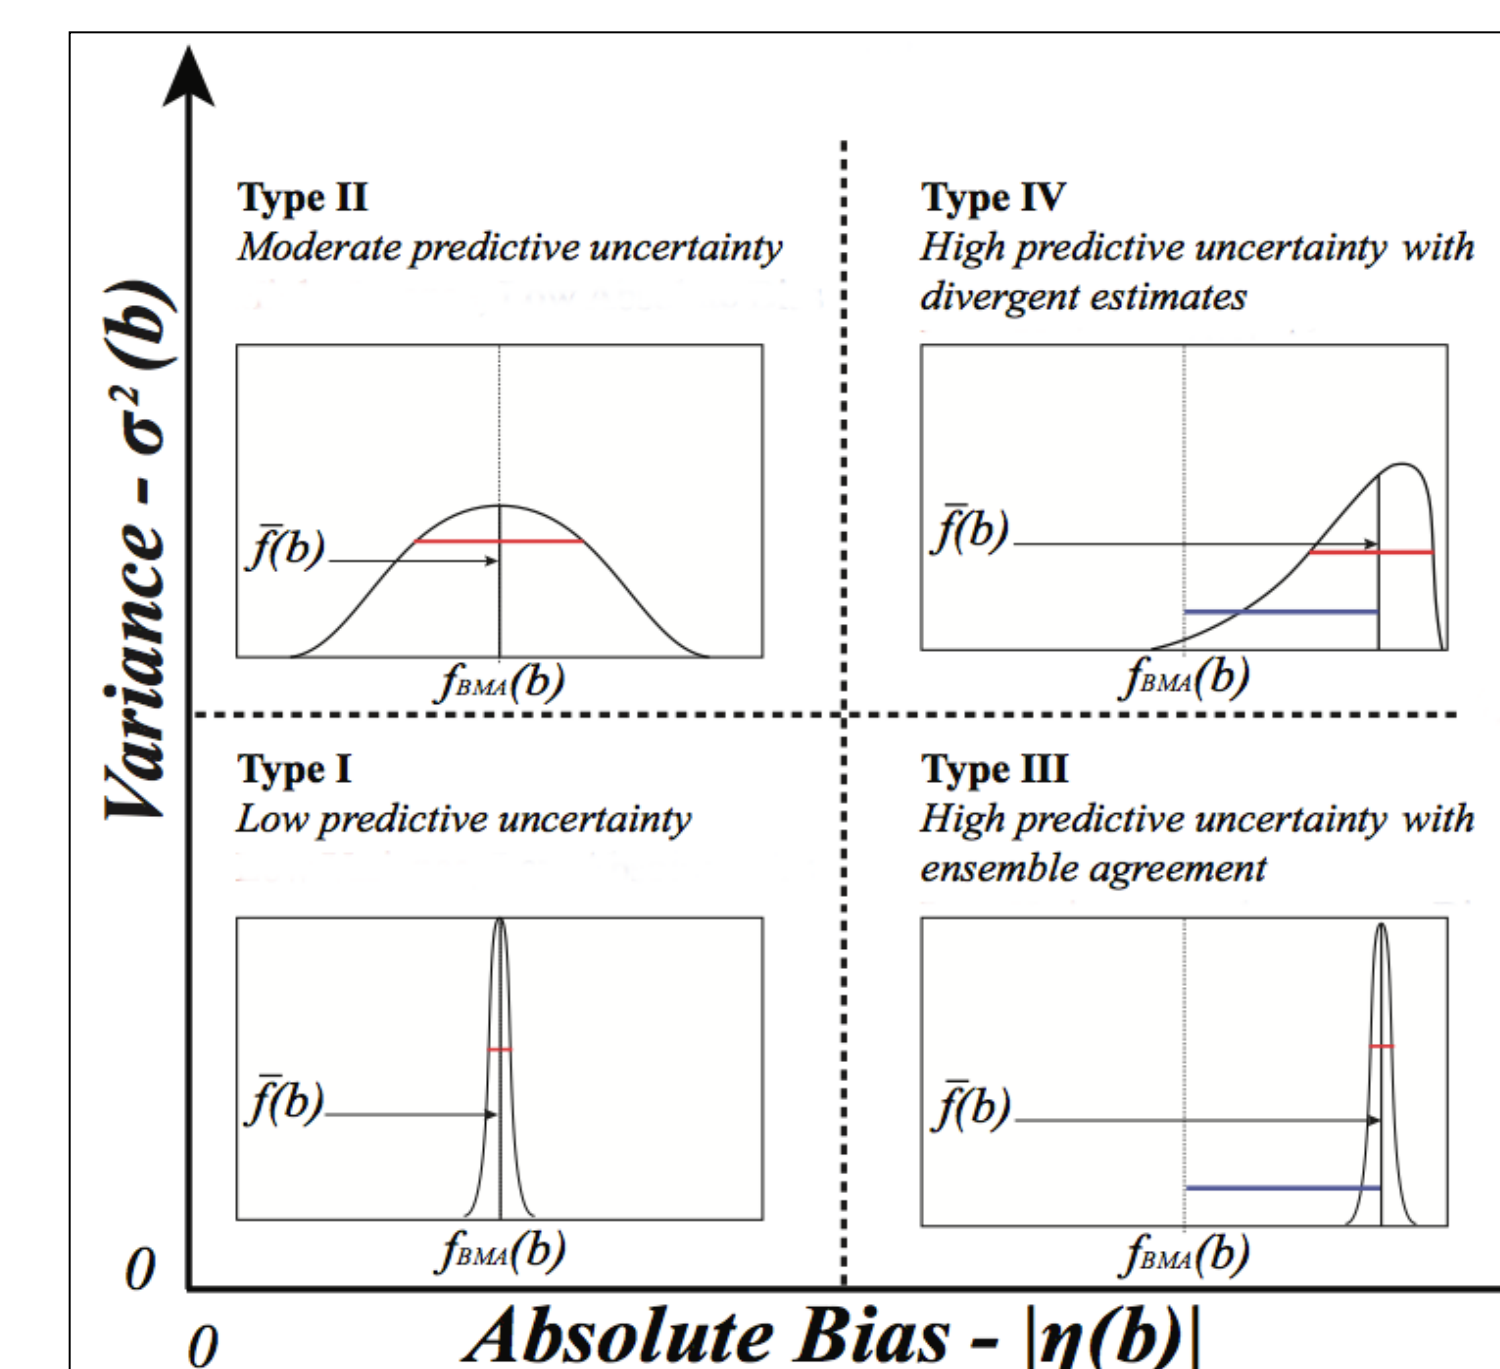 Variance - σ² (b)
Type II
Moderate predictive uncertainty
f̄(b)
fBMA(b)
Type IV
High predictive uncertainty with
divergent estimates
f̄(b)
fBMA(b)
Type I
Low predictive uncertainty
f̄(b)
fBMA(b)
Type III
High predictive uncertainty with
ensemble agreement
f̄(b)
fBMA(b)
0
0
Absolute Bias - |η(b)|